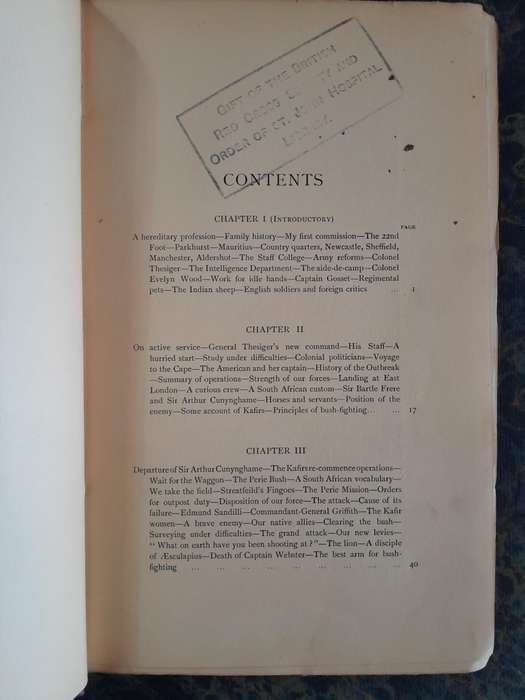 GIFT OF THE BRITISH
RED CROSS AND
ORDER OF ST. JOHN HOSPITAL
CONTENTS
CHAPTER I (Introductory)
PAGE
A hereditary profession—Family history—My first commission—The 22nd
Foot—Parkhurst—Mauritius—Country quarters, Newcastle, Sheffield,
Manchester, Aldershot—The Staff College—Army reforms—Colonel
Thesiger—The Intelligence Department—The aide-de-camp—Colonel
Evelyn Wood—Work for idle hands—Captain Gosset—Regimental
pets—The Indian sheep—English soldiers and foreign critics ... 1
CHAPTER II
On active service—General Thesiger's new command—His Staff—A
hurried start—Study under difficulties—Colonial politicians—Voyage
to the Cape—The American and her captain—History of the Outbreak
—Summary of operations—Strength of our forces—Landing at East
London—A curious crew—A South African custom—Sir Bartle Frere
and Sir Arthur Cunynghame—Horses and servants—Position of the
enemy—Some account of Kafirs—Principles of bush-fighting... ... 17
CHAPTER III
Departure of Sir Arthur Cunynghame—The Kafirs re-commence operations—
Wait for the Waggon—The Perie Bush—A South African vocabulary—
We take the field—Streatfeild's Fingoes—The Perie Mission—Orders
for outpost duty—Disposition of our force—The attack—Cause of its
failure—Edmund Sandilli—Commandant-General Griffith—The Kafir
women—A brave enemy—Our native allies—Clearing the bush—
Surveying under difficulties—The grand attack—Our new levies—
"What on earth have you been shooting at?"—The lion—A disciple
of Æsculapius—Death of Captain Webster—The best arm for bush-
fighting ... ... ... ... ... ... ... ... 40